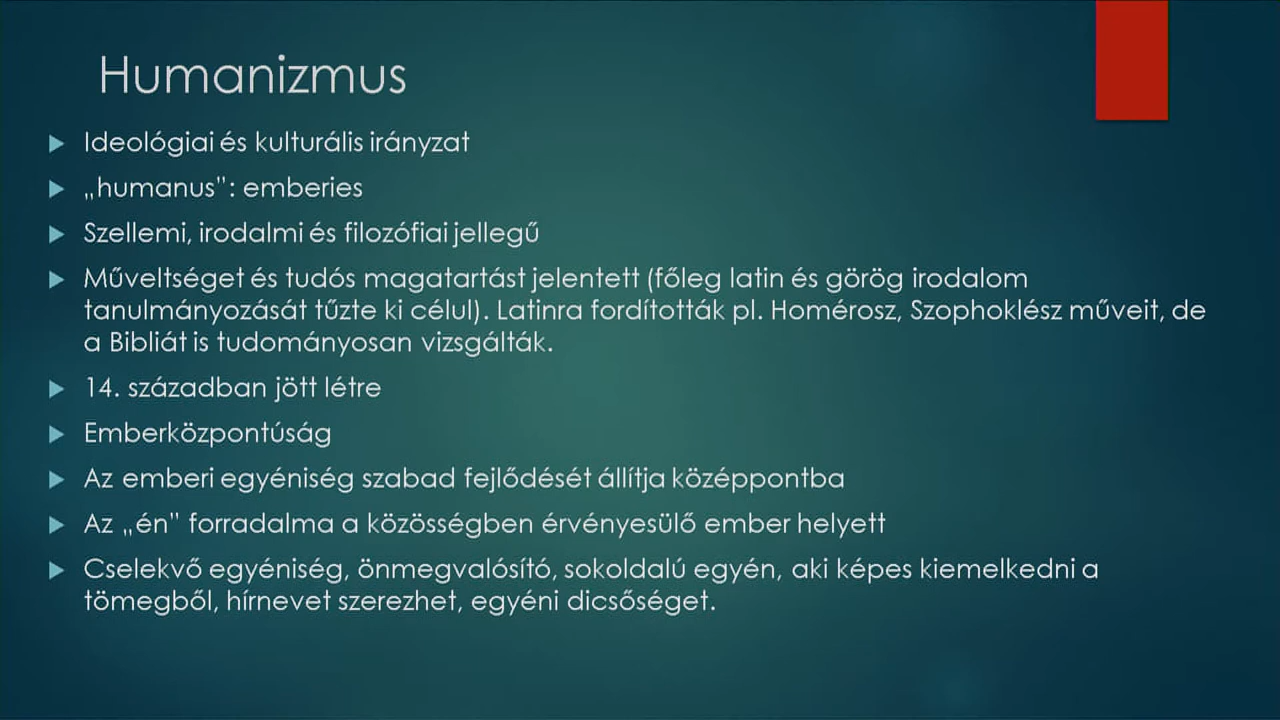 Humanizmus
Ideológiai és kulturális irányzat
„humanus”: emberies
Szellemi, irodalmi és filozófiai jellegű
Műveltséget és tudós magatartást jelentett (főleg latin és görög irodalom
tanulmányozását tűzte ki célul). Latinra fordították pl. Homérosz, Szophoklész műveit, de
a Bibliát is tudományosan vizsgálták.
14. században jött létre
Emberközpontúság
Az emberi egyéniség szabad fejlődését állítja középpontba
Az „én” forradalma a közösségben érvényesülő ember helyett
Cselekvő egyéniség, önmegvalósító, sokoldalú egyén, aki képes kiemelkedni a
tömegből, hírnevet szerezhet, egyéni dicsőséget.